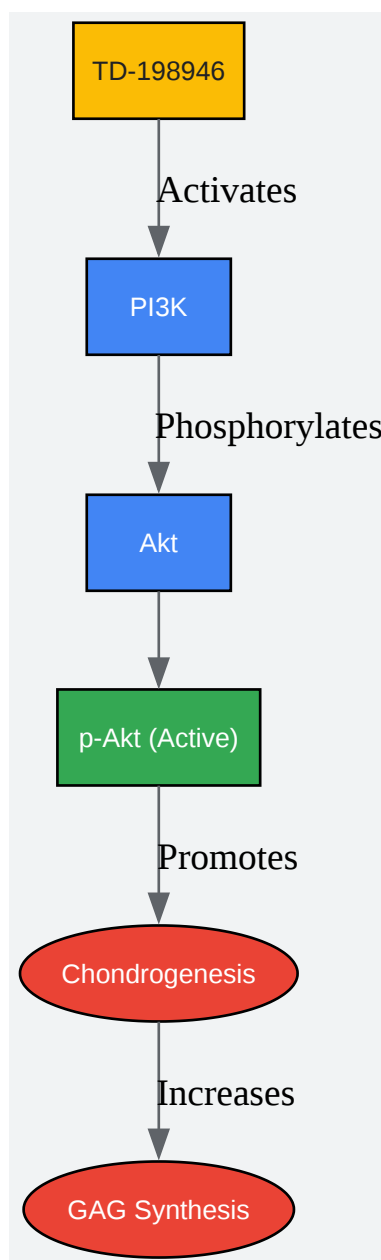 TD-198946
Activates
PI3K
Phosphorylates
Akt
p-Akt (Active)
Promotes
Chondrogenesis
Increases
GAG Synthesis